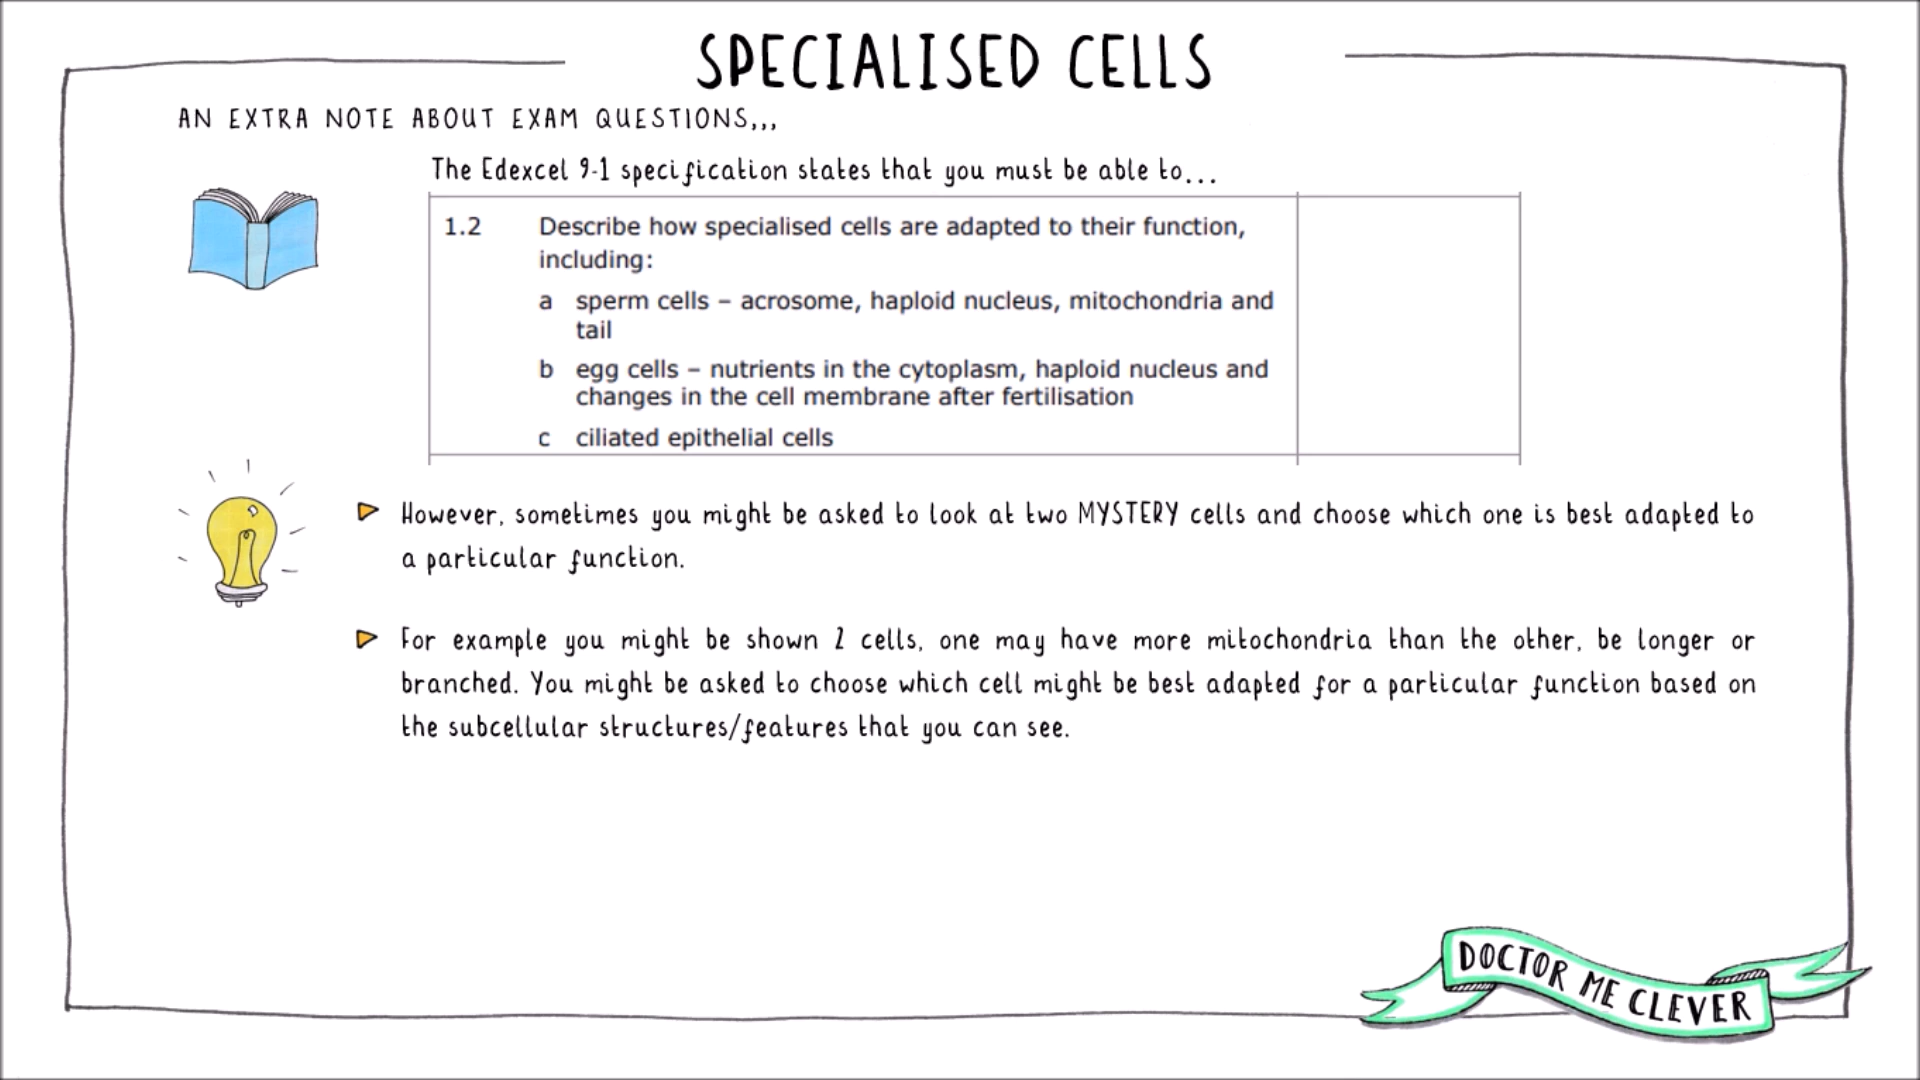 SPECIALISED CELLS
AN EXTRA NOTE ABOUT EXAM QUESTIONS,,,
The Edexcel 9-1 specification states that you must be able to...
1.2 Describe how specialised cells are adapted to their function,
including:
a sperm cells – acrosome, haploid nucleus, mitochondria and
tail
b egg cells – nutrients in the cytoplasm, haploid nucleus and
changes in the cell membrane after fertilisation
c ciliated epithelial cells
However, sometimes you might be asked to look at two MYSTERY cells and choose which one is best adapted to
a particular function.
For example you might be shown 2 cells, one may have more mitochondria than the other, be longer or
branched. You might be asked to choose which cell might be best adapted for a particular function based on
the subcellular structures/features that you can see.
DOCTOR ME CLEVER